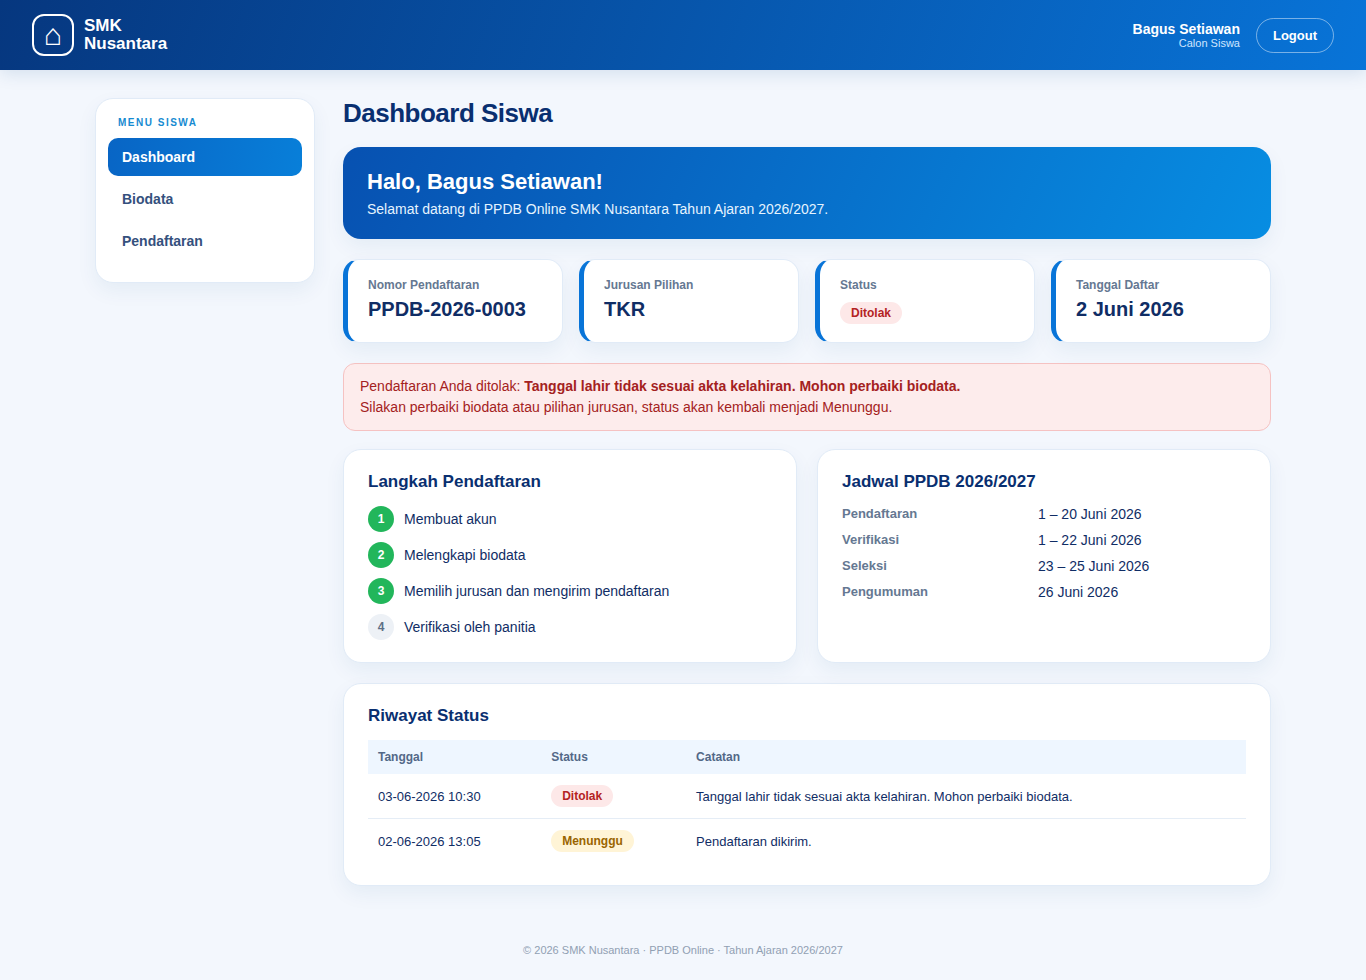 SMK
Nusantara
Bagus Setiawan
Calon Siswa
Logout
MENU SISWA
Dashboard
Biodata
Pendaftaran
Dashboard Siswa
Halo, Bagus Setiawan!
Selamat datang di PPDB Online SMK Nusantara Tahun Ajaran 2026/2027.
Nomor Pendaftaran
PPDB-2026-0003
Jurusan Pilihan
TKR
Status
Ditolak
Tanggal Daftar
2 Juni 2026
Pendaftaran Anda ditolak: Tanggal lahir tidak sesuai akta kelahiran. Mohon perbaiki biodata.
Silakan perbaiki biodata atau pilihan jurusan, status akan kembali menjadi Menunggu.
Langkah Pendaftaran
1 Membuat akun
2 Melengkapi biodata
3 Memilih jurusan dan mengirim pendaftaran
4 Verifikasi oleh panitia
Jadwal PPDB 2026/2027
Pendaftaran 1 – 20 Juni 2026
Verifikasi 1 – 22 Juni 2026
Seleksi 23 – 25 Juni 2026
Pengumuman 26 Juni 2026
Riwayat Status
Tanggal Status Catatan
03-06-2026 10:30 Ditolak Tanggal lahir tidak sesuai akta kelahiran. Mohon perbaiki biodata.
02-06-2026 13:05 Menunggu Pendaftaran dikirim.
© 2026 SMK Nusantara · PPDB Online · Tahun Ajaran 2026/2027